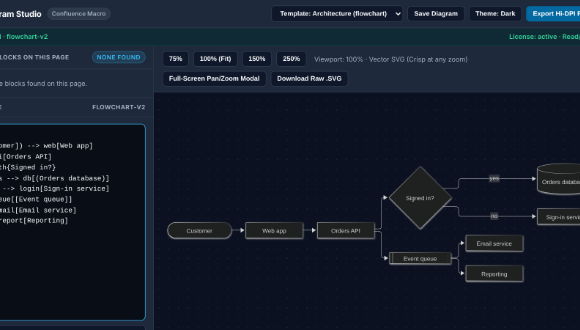 ram Studio
Confluence Macro
Template: Architecture (flowchart)
Save Diagram
Theme: Dark
Export Hi-DPI P
· flowchart-v2
License: active · Ready
LOCKS ON THIS PAGE
NONE FOUND
e blocks found on this page.
E
FLOWCHART-V2
omer]) --> web[Web app]
i[Orders API]
th{Signed in?}
s --> db[(Orders database)]
--> login[Sign-in service]
eue[[Event queue]]
mail[Email service]
report[Reporting]
75%
100% (Fit)
150%
250%
Viewport: 100% · Vector SVG (Crisp at any zoom)
Full-Screen Pan/Zoom Modal
Download Raw .SVG
Customer
Web app
Orders API
Signed in?
yes
no
Orders databa
Sign-in servi
Event queue
Email service
Reporting